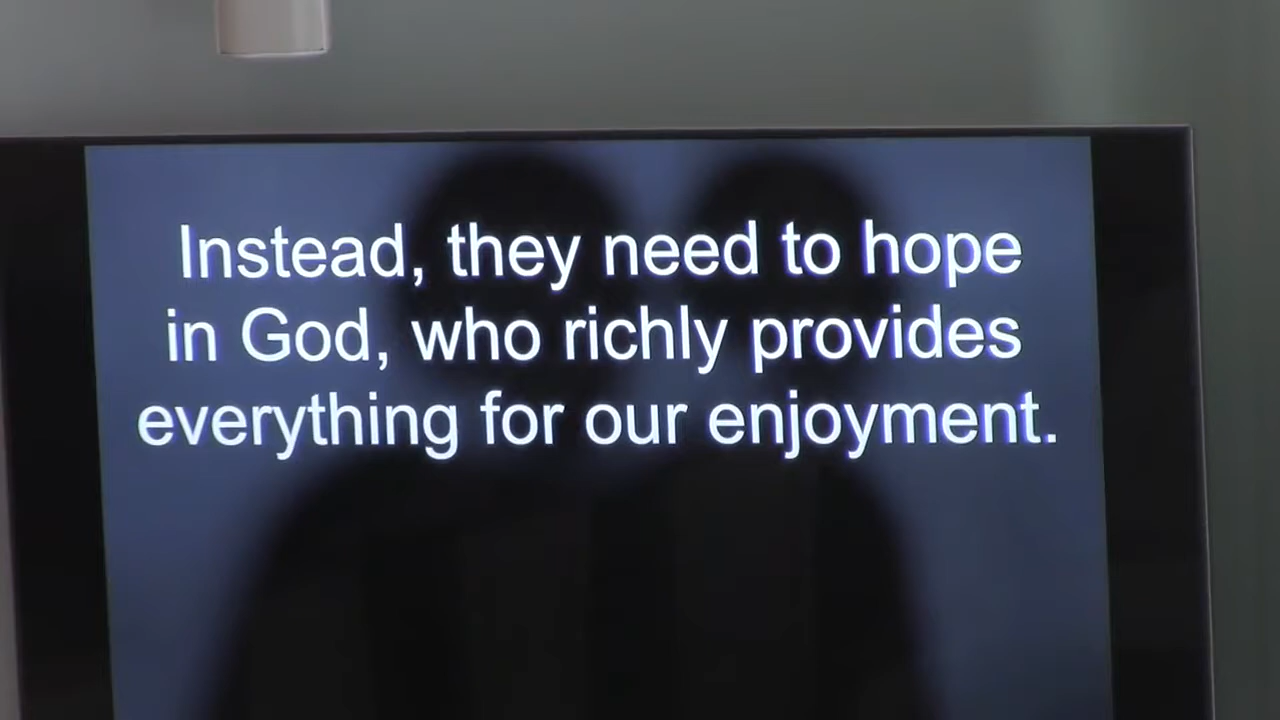 Instead, they need to hope
in God, who richly provides
everything for our enjoyment.